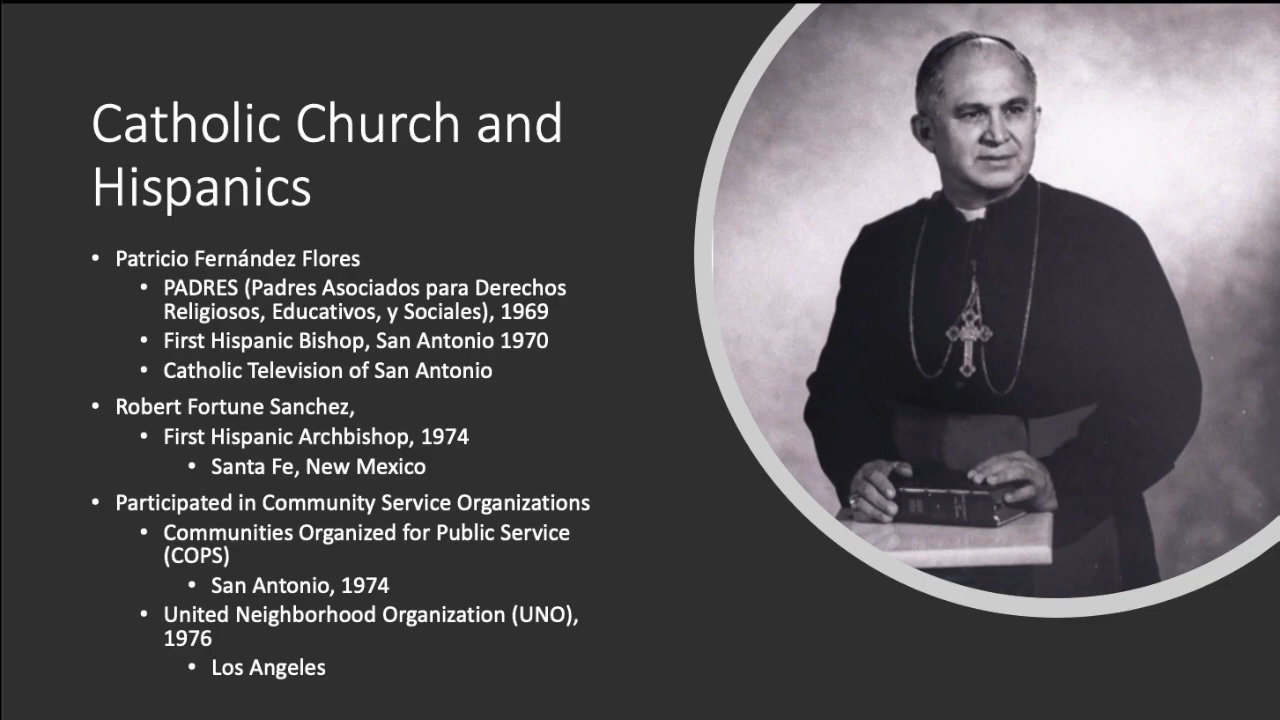 Catholic Church and
Hispanics
• Patricio Fernández Flores
• PADRES (Padres Asociados para Derechos
Religiosos, Educativos, y Sociales), 1969
• First Hispanic Bishop, San Antonio 1970
• Catholic Television of San Antonio
• Robert Fortune Sanchez,
• First Hispanic Archbishop, 1974
• Santa Fe, New Mexico
• Participated in Community Service Organizations
• Communities Organized for Public Service
(COPS)
• San Antonio, 1974
• United Neighborhood Organization (UNO),
1976
• Los Angeles